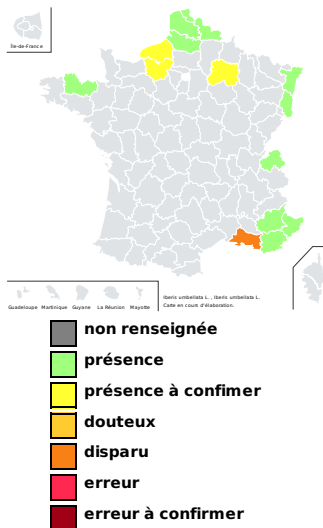 Île-de-France
Guadeloupe Martinique Guyane La Réunion Mayotte
Iberis umbellata L. , Iberis umbellata L.
Carte en cours d'élaboration.
non renseignée
présence
présence à confimer
douteux
disparu
erreur
erreur à confirmer